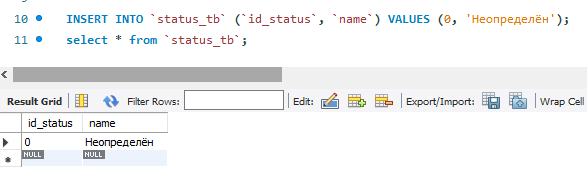 10 INSERT INTO `status_tb` (`id_status`, `name`) VALUES (0, 'Неопределён');
11 select * from `status_tb`;
Result Grid Filter Rows: Edit: Export/Import: Wrap Cell
id_status name
0 Неопределён
NULL NULL